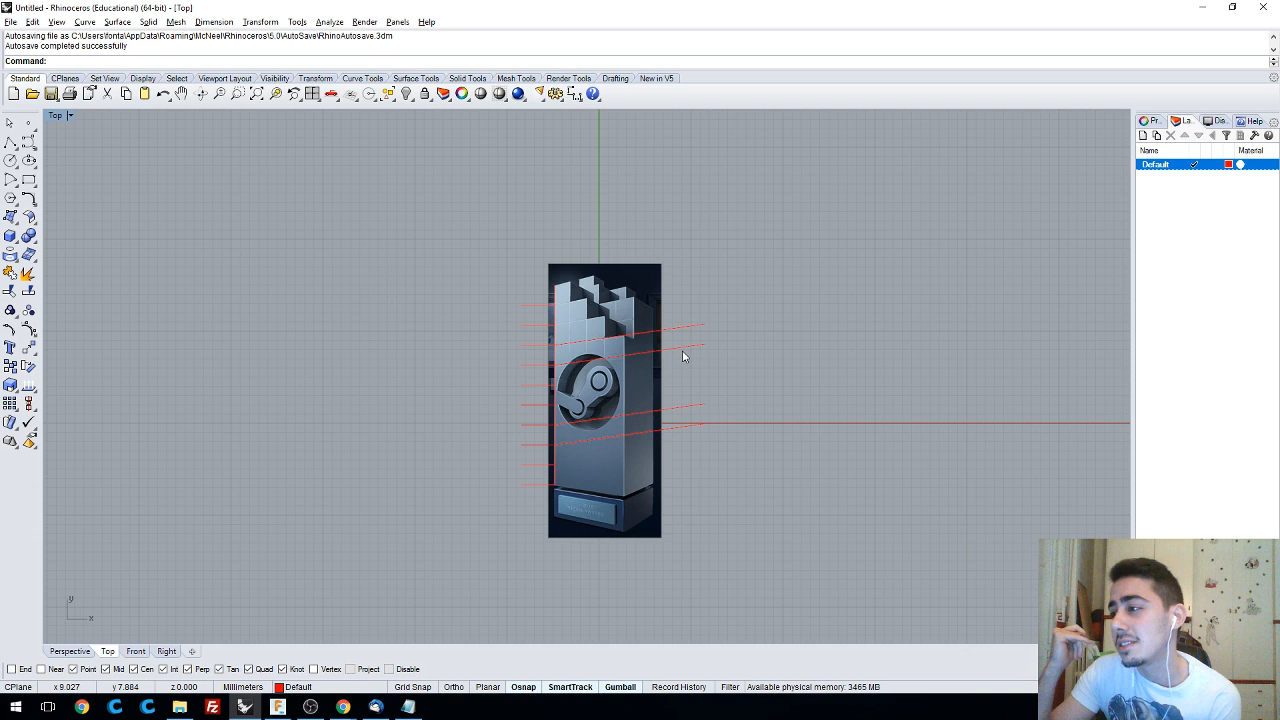 Untitled - Rhinoceros (Educational) (64-bit) - [Top]
File Edit View Curve Surface Solid Mesh Dimension Transform Tools Analyze Render Panels Help
Autosaving file as C:\Users\fonta\AppData\Roaming\McNeel\Rhinoceros\5.0\AutoSave\RhinoAutosave.3dm
Autosave completed successfully
Command:
Standard CPlanes Set View Display Select Viewport Layout Visibility Transform Curve Tools Surface Tools Solid Tools Mesh Tools Render Tools Drafting New in V5
Top
Pr... La... Dis... Help
Name Material
Default
y
x
Perspective Top Front Right
End Near Point Mid Cen Int Perp Tan Quad Knot Vertex Project Disable
CPlane x 9.027 y 7.884 z 0.000 Millimeters Default Grid Snap Ortho Planar Osnap SmartTrack Gumball Record History Filter Available physical memory: 3465 MB